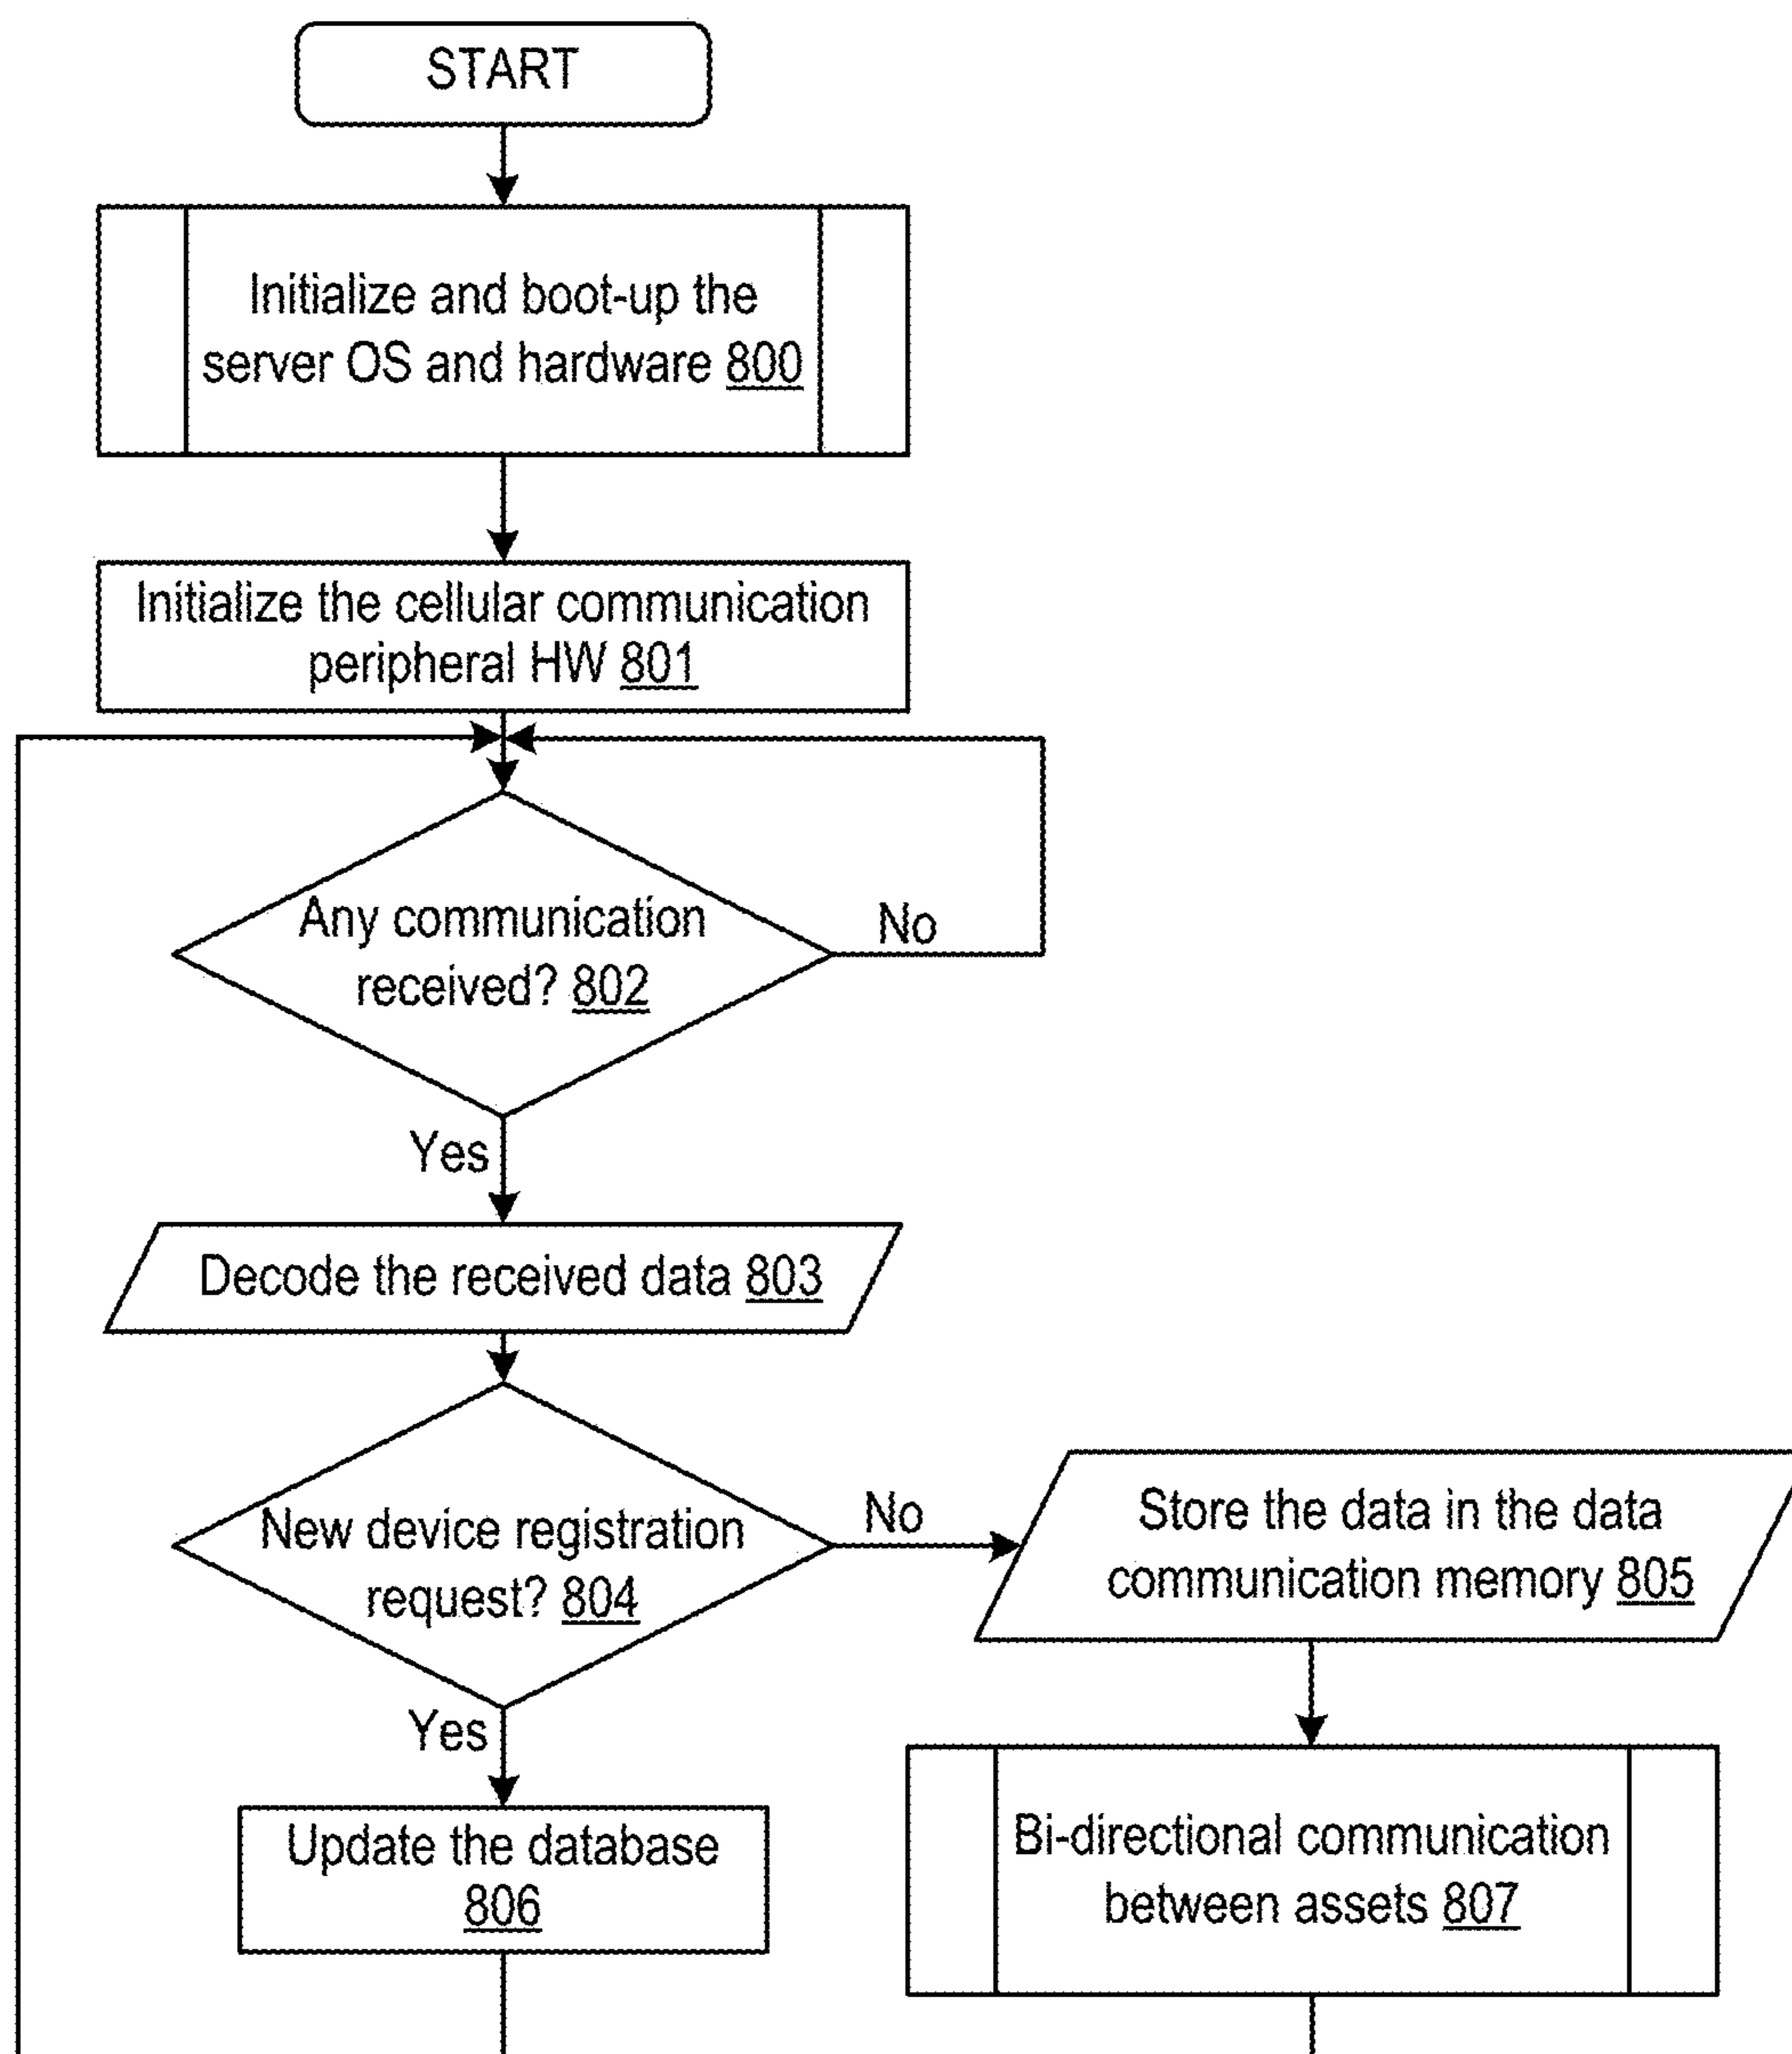 START
Initialize and boot-up the
server OS and hardware 800
Initialize the cellular communication
peripheral HW 801
Any communication
received? 802
No
Yes
Decode the received data 803
New device registration
request? 804
No
Store the data in the data
communication memory 805
Yes
Update the database
806
Bi-directional communication
between assets 807